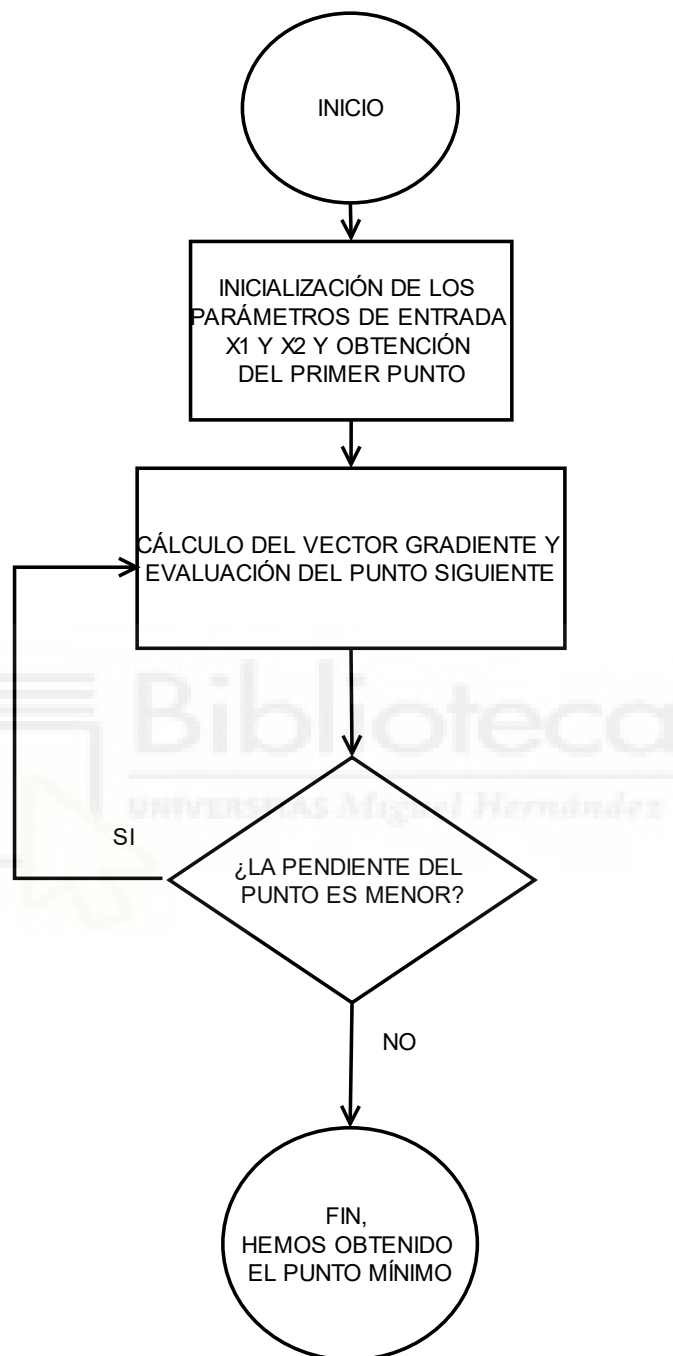 INICIO
INICIALIZACIÓN DE LOS
PARÁMETROS DE ENTRADA
X1 Y X2 Y OBTENCIÓN
DEL PRIMER PUNTO
CÁLCULO DEL VECTOR GRADIENTE Y
EVALUACIÓN DEL PUNTO SIGUIENTE
Biblioteca
UNIVERSITAS Miguel Hernández
SI
¿LA PENDIENTE DEL
PUNTO ES MENOR?
NO
FIN,
HEMOS OBTENIDO
EL PUNTO MÍNIMO